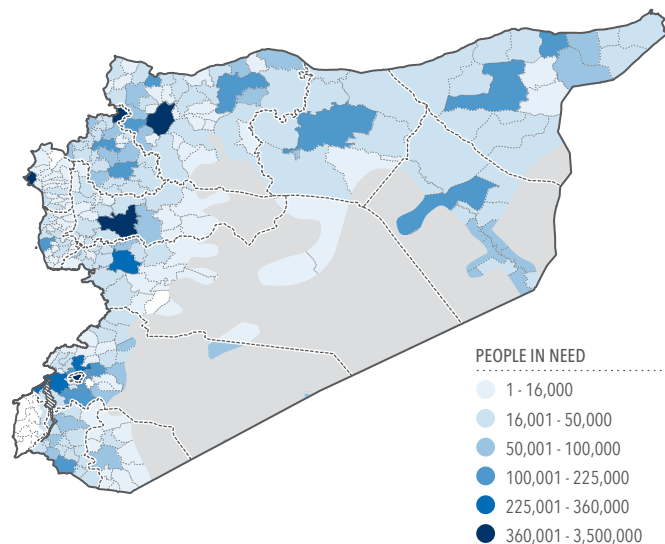 PEOPLE IN NEED
1 - 16,000
16,001 - 50,000
50,001 - 100,000
100,001 - 225,000
225,001 - 360,000
360,001 - 3,500,000